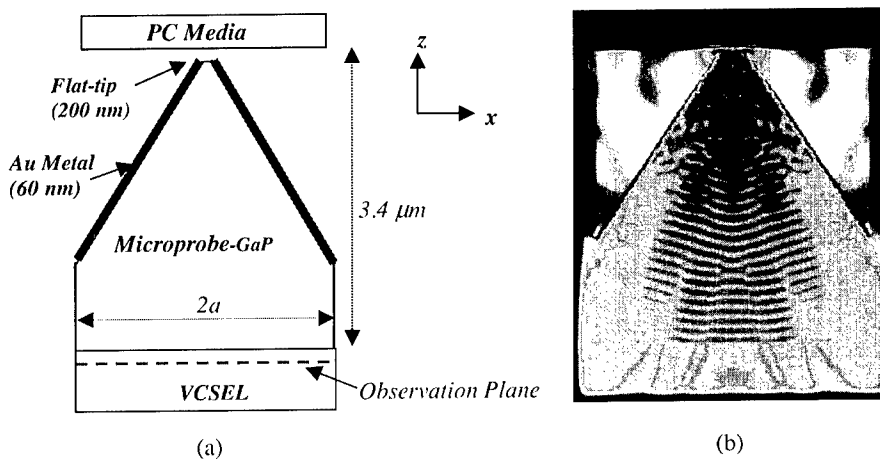 PC Media
z
Flat-tip
(200 nm)
x
Au Metal
(60 nm)
3.4 μm
Microprobe-GaP
2a
VCSEL
Observation Plane
(a)
(b)